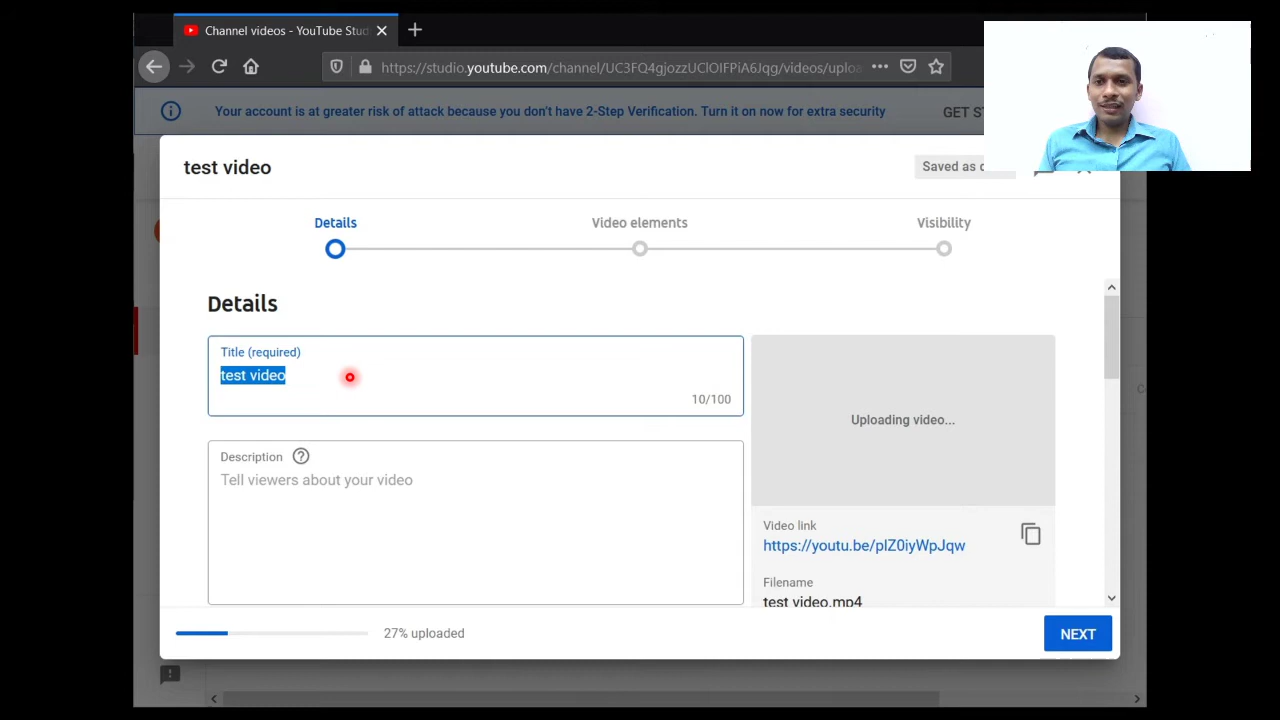 Channel videos - YouTube Stud
https://studio.youtube.com/channel/UC3FQ4gjozzUClOIFPiA6Jqg/videos/uploa
Your account is at greater risk of attack because you don't have 2-Step Verification. Turn it on now for extra security
GET ST
test video
Saved as
Details
Video elements
Visibility
Details
Title (required)
test video
10/100
Uploading video...
Description
Tell viewers about your video
Video link
https://youtu.be/pIZ0iyWpJqw
Filename
test video.mp4
27% uploaded
NEXT